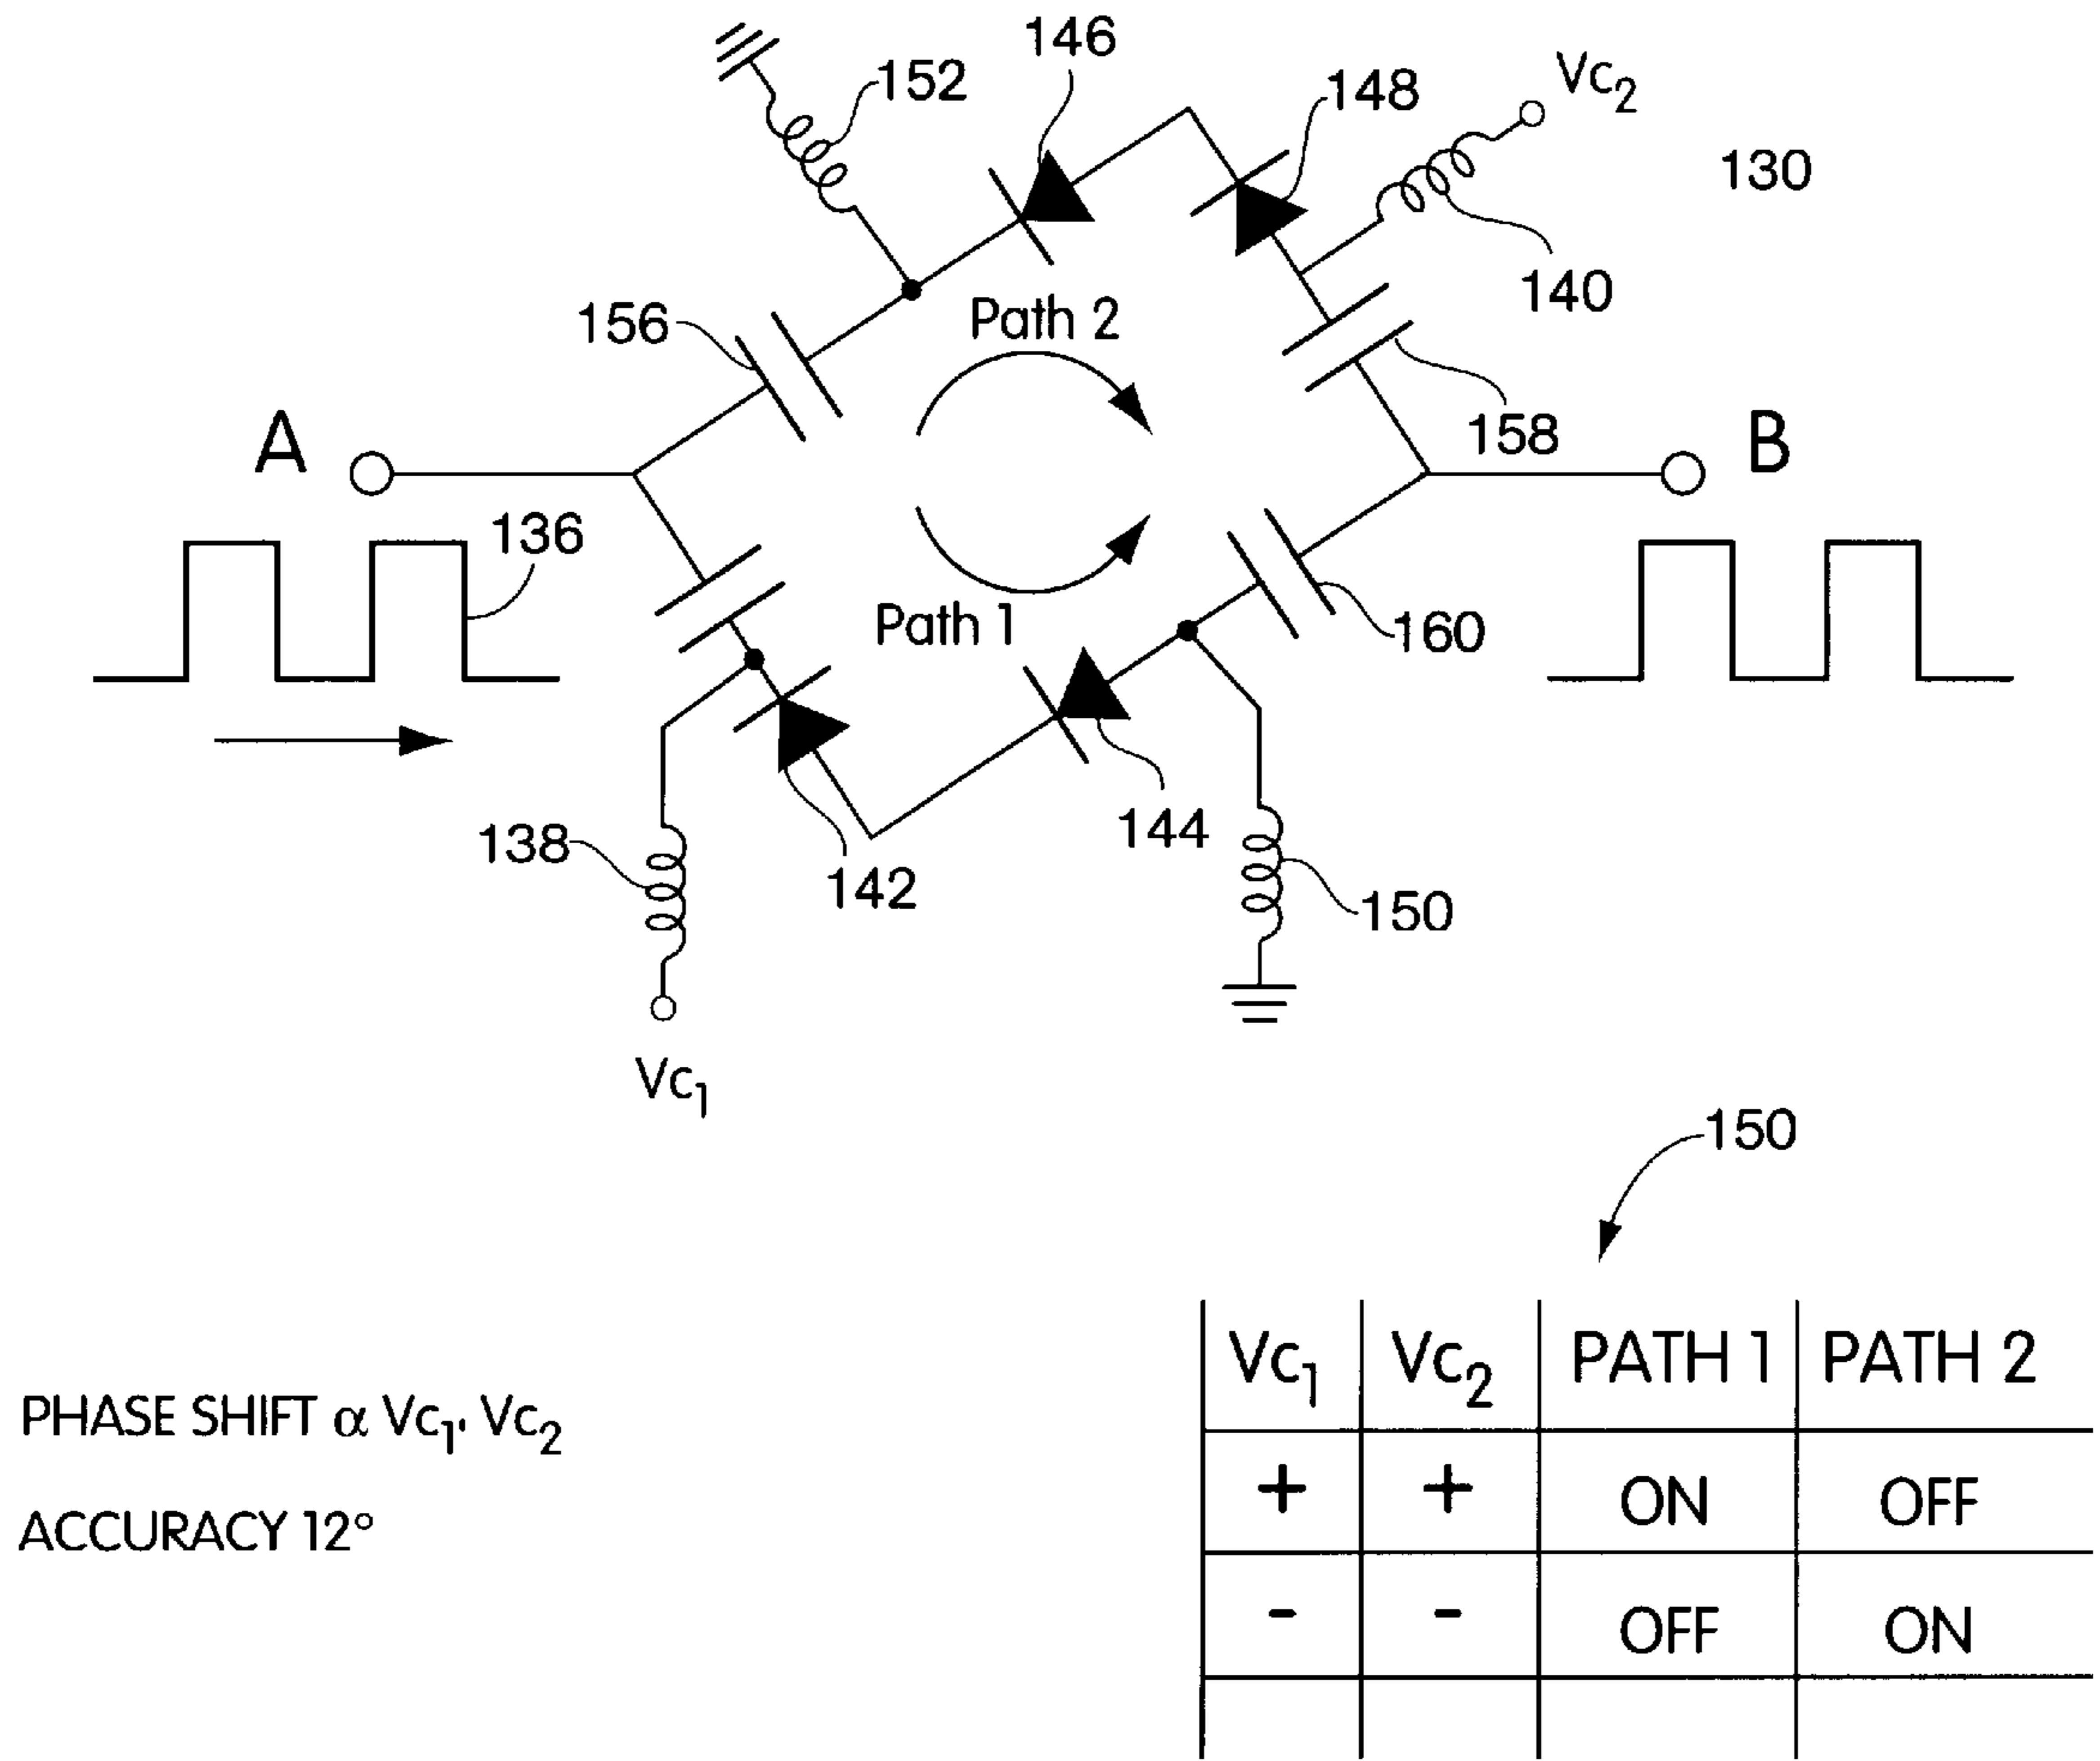 146
152
148
Vc2
130
140
156
Path 2
158
A
B
136
Path 1
160
144
138
142
150
Vc1
150
Vc1 Vc2 PATH 1 PATH 2
+ + ON OFF
- - OFF ON
PHASE SHIFT α Vc1, Vc2
ACCURACY 12°